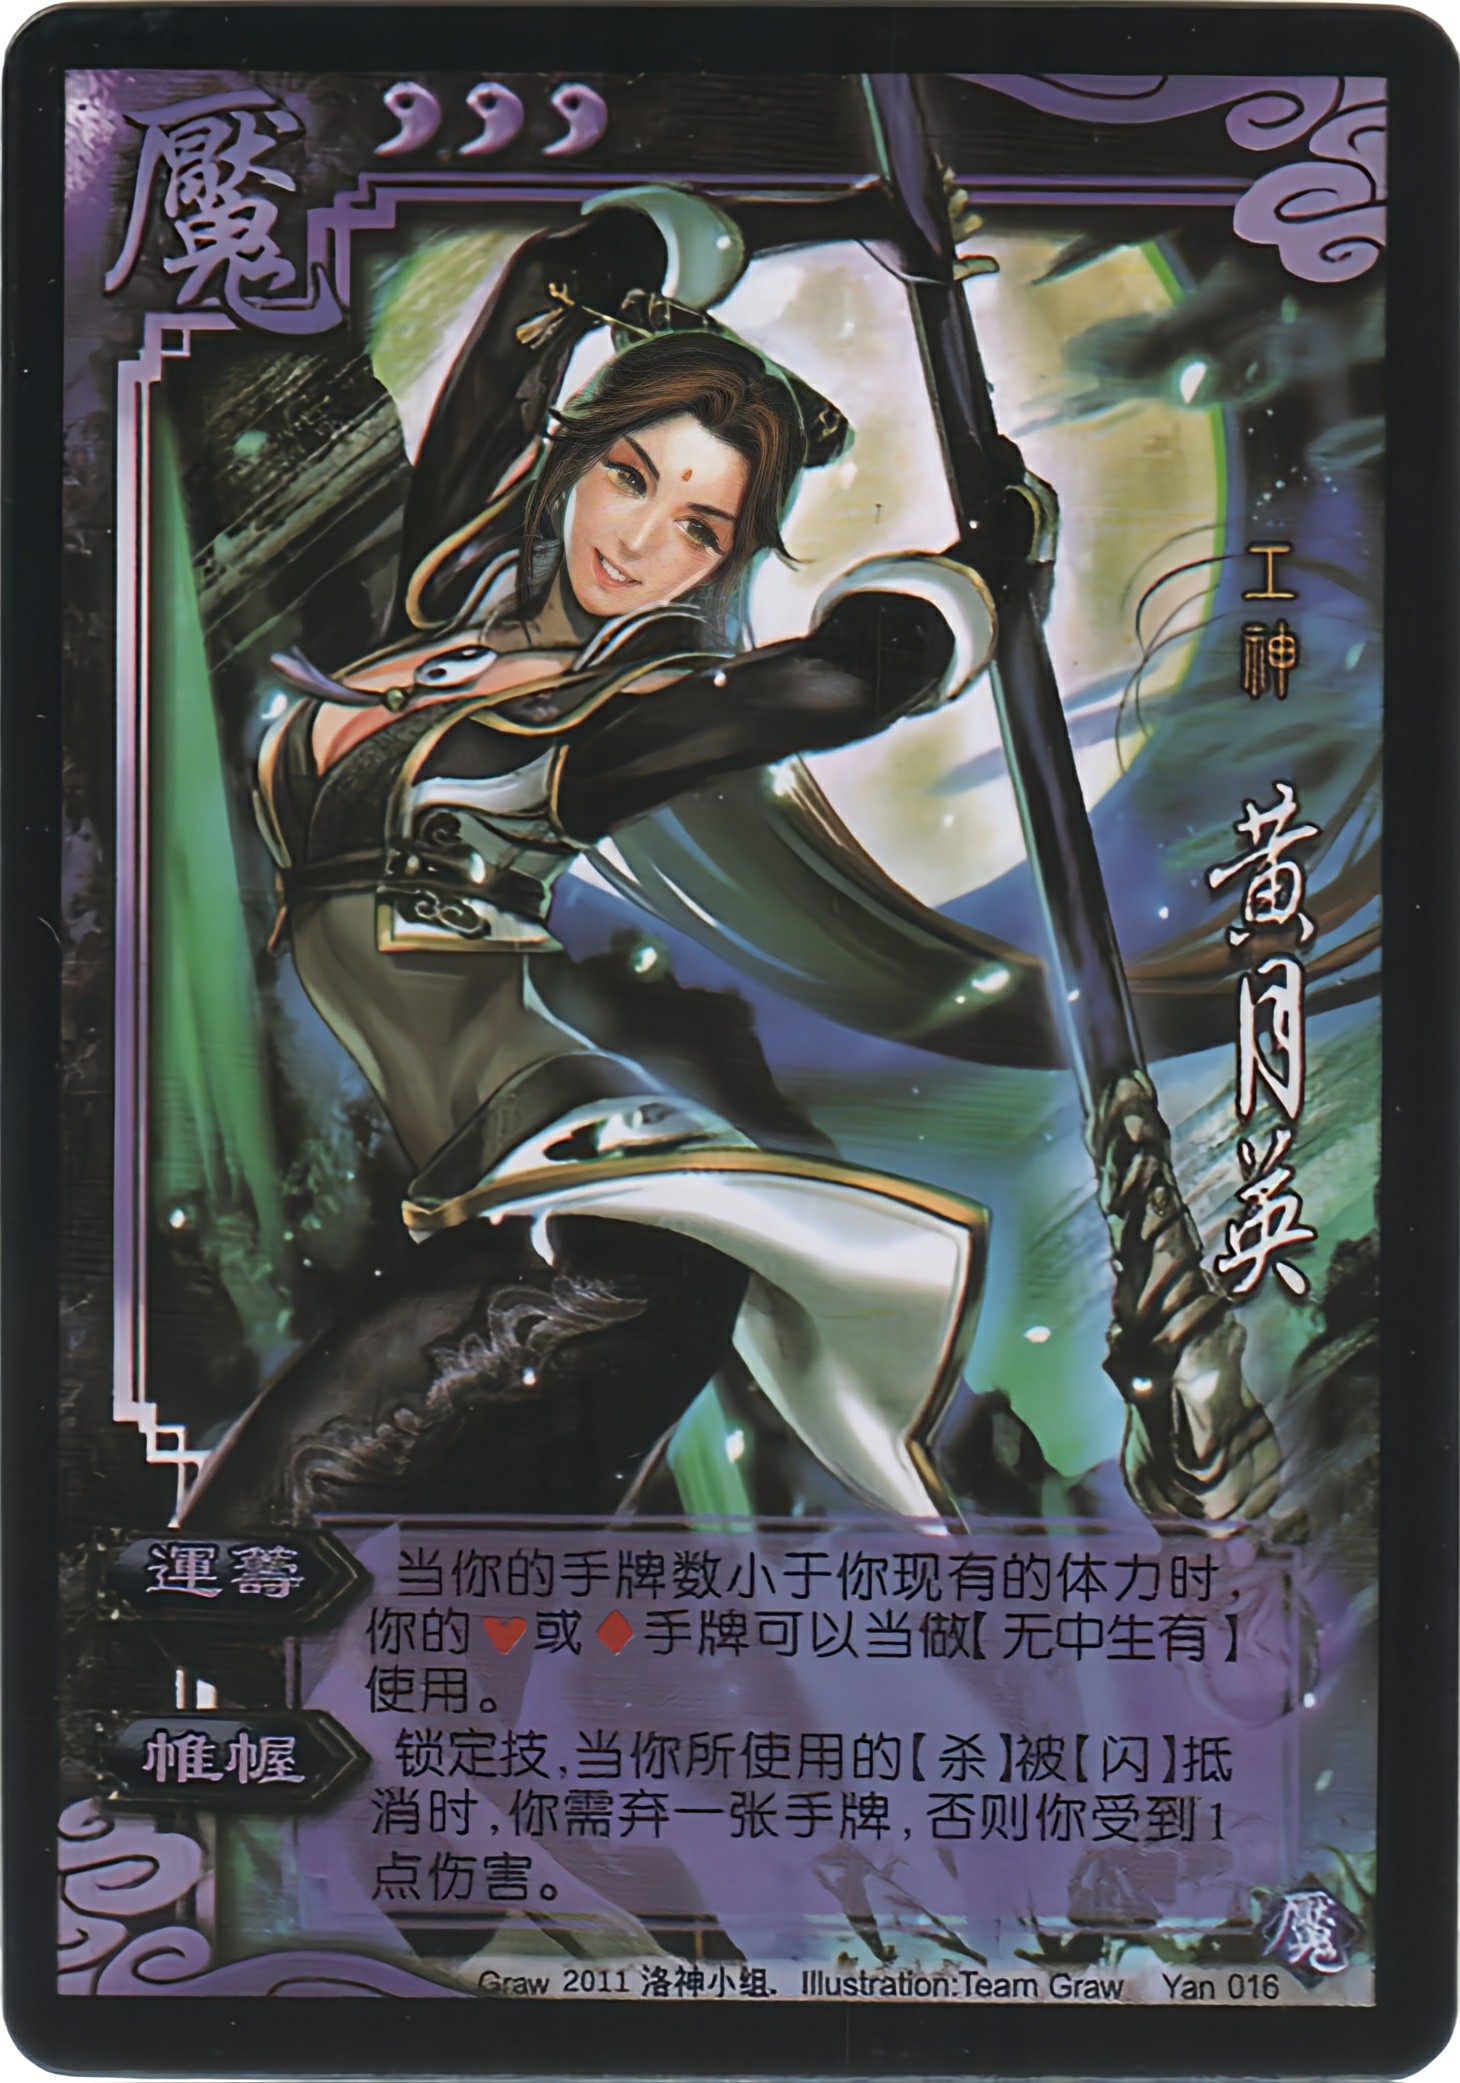 魘
工神
黄月英
運籌
当你的手牌数小于你现有的体力时,
你的♥或♦手牌可以当做【无中生有】
使用。
帷幄
锁定技,当你所使用的【杀】被【闪】抵
消时,你需弃一张手牌,否则你受到1
点伤害。
魘
Graw 2011 洛神小组. Illustration:Team Graw Yan 016